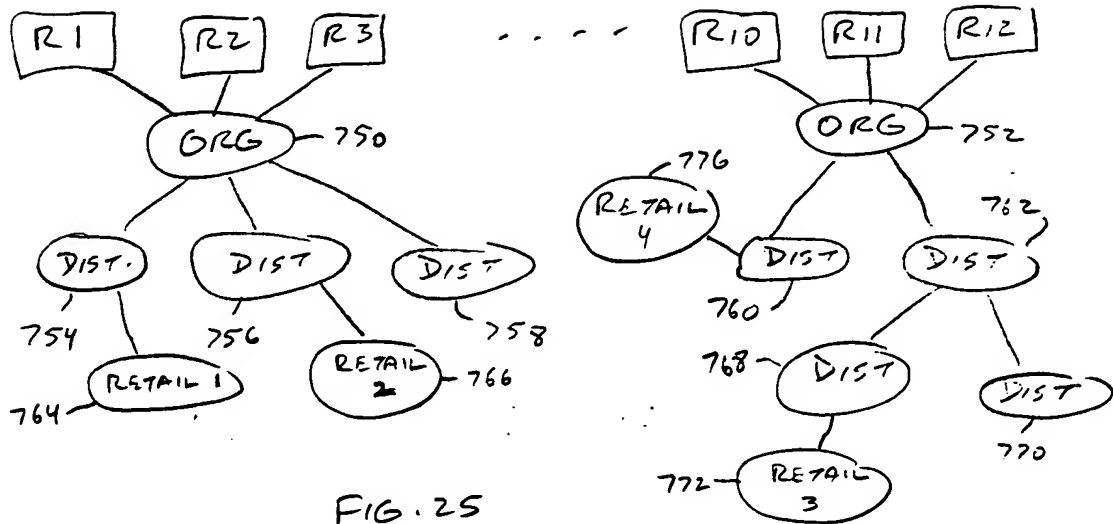 R1 R2 R3 . . . . R10 R11 R12
ORG 750 ORG 752
776
RETAIL 4
762
DIST. DIST DIST DIST DIST
754 756 758 760
RETAIL 1 RETAIL 2 766 768 DIST DIST
764 770
772 RETAIL 3
FIG. 25